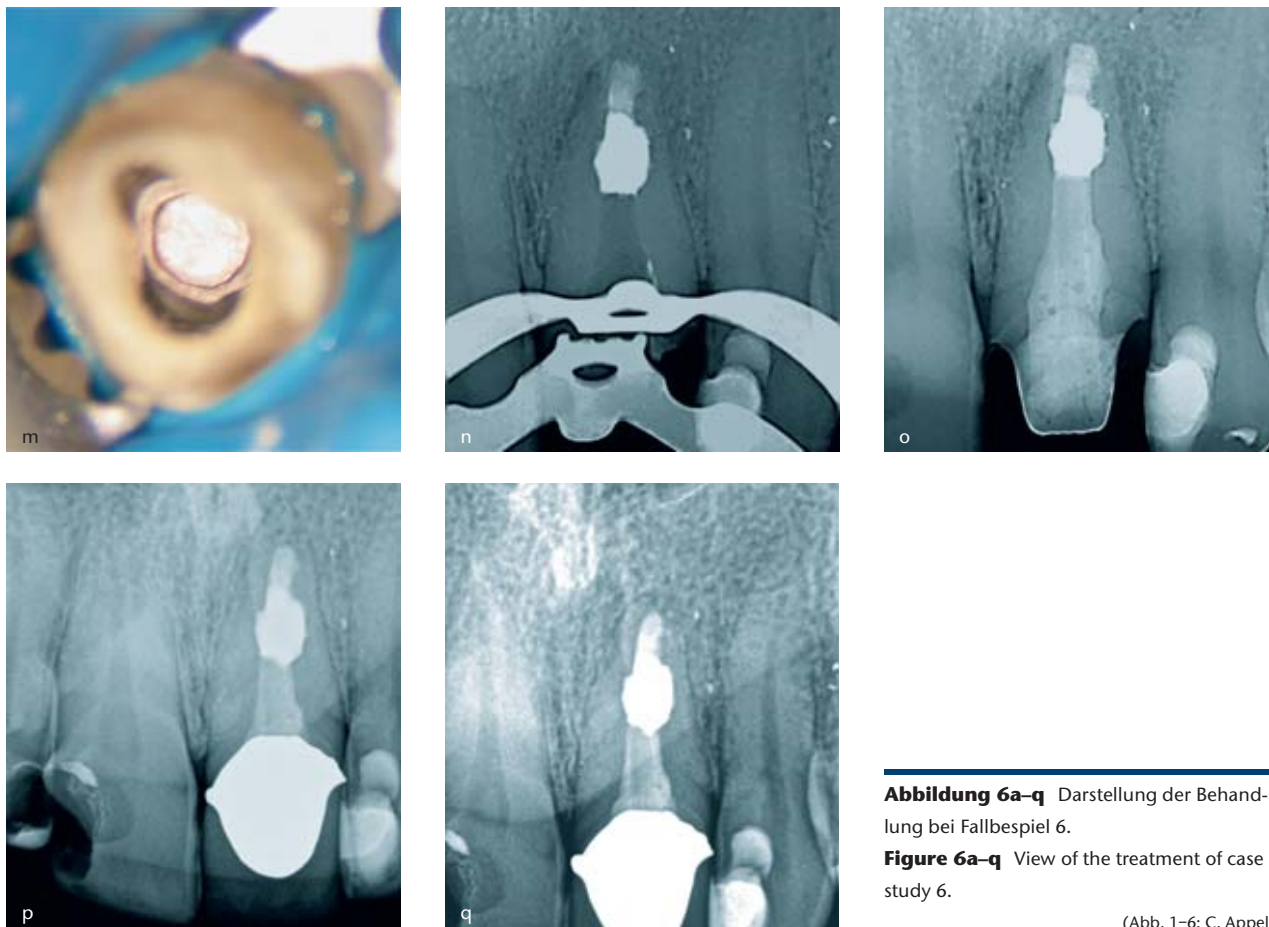 m
n
o
p
q
Abbildung 6a–q Darstellung der Behand-
lung bei Fallbespiel 6.
Figure 6a–q View of the treatment of case
study 6.
(Abb. 1–6: C. Appel